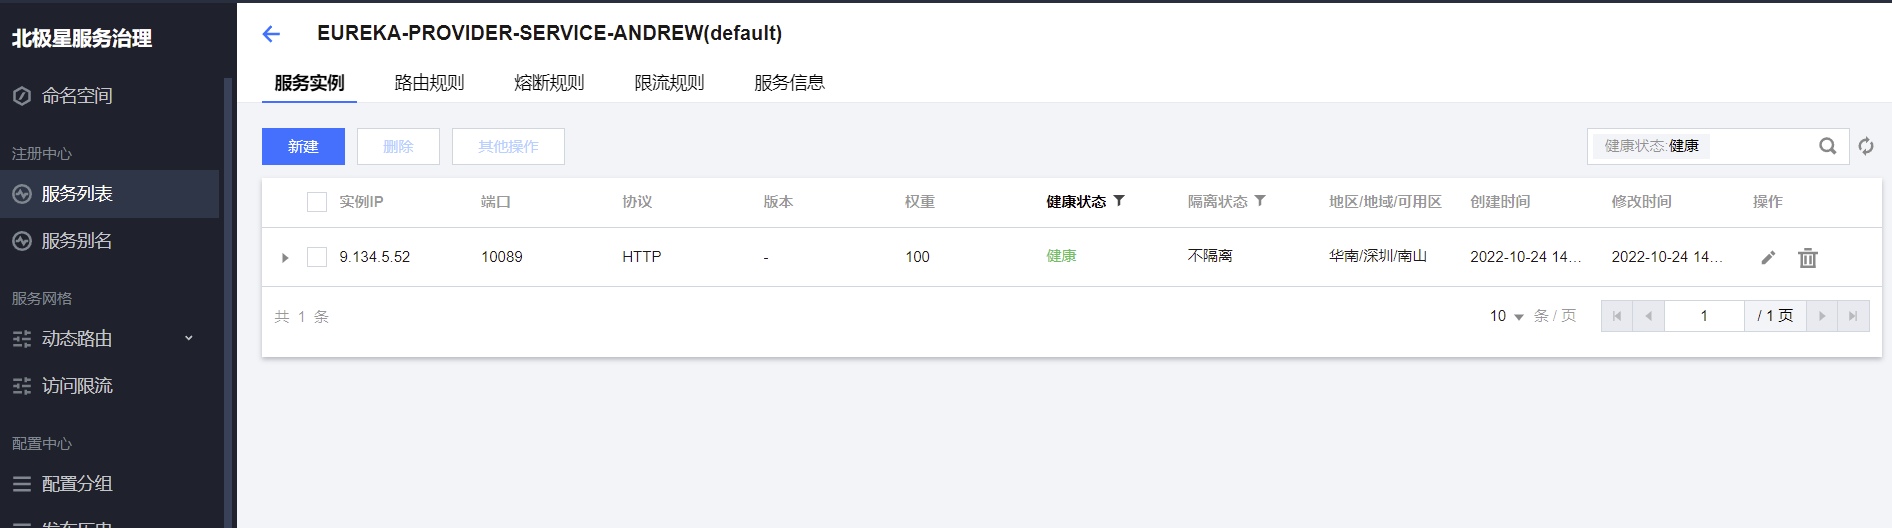 北极星服务治理
命名空间
注册中心
服务列表
服务别名
服务网格
动态路由
访问限流
配置中心
配置分组
发布历史
EUREKA-PROVIDER-SERVICE-ANDREW(default)
服务实例 路由规则 熔断规则 限流规则 服务信息
新建 删除 其他操作 健康状态:健康
实例IP 端口 协议 版本 权重 健康状态 隔离状态 地区/地域/可用区 创建时间 修改时间 操作
9.134.5.52 10089 HTTP - 100 健康 不隔离 华南/深圳/南山 2022-10-24 14... 2022-10-24 14...
共 1 条 10 条 / 页 1 / 1 页